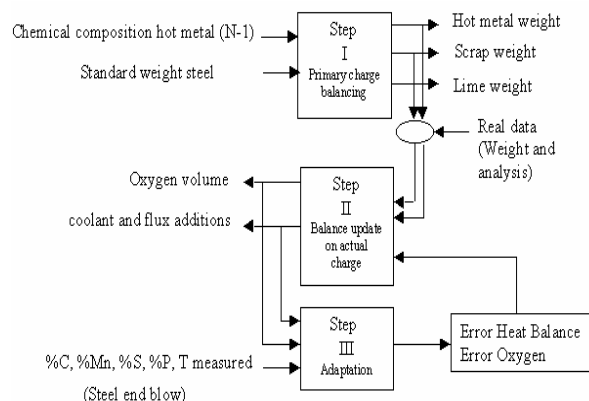 Chemical composition hot metal (N-1)
Standard weight steel
Step
I
Primary charge
balancing
Hot metal weight
Scrap weight
Lime weight
Real data
(Weight and
analysis)
Oxygen volume
coolant and flux additions
Step
II
Balance update
on actual
charge
%C, %Mn, %S, %P, T measured
(Steel end blow)
Step
III
Adaptation
Error Heat Balance
Error Oxygen